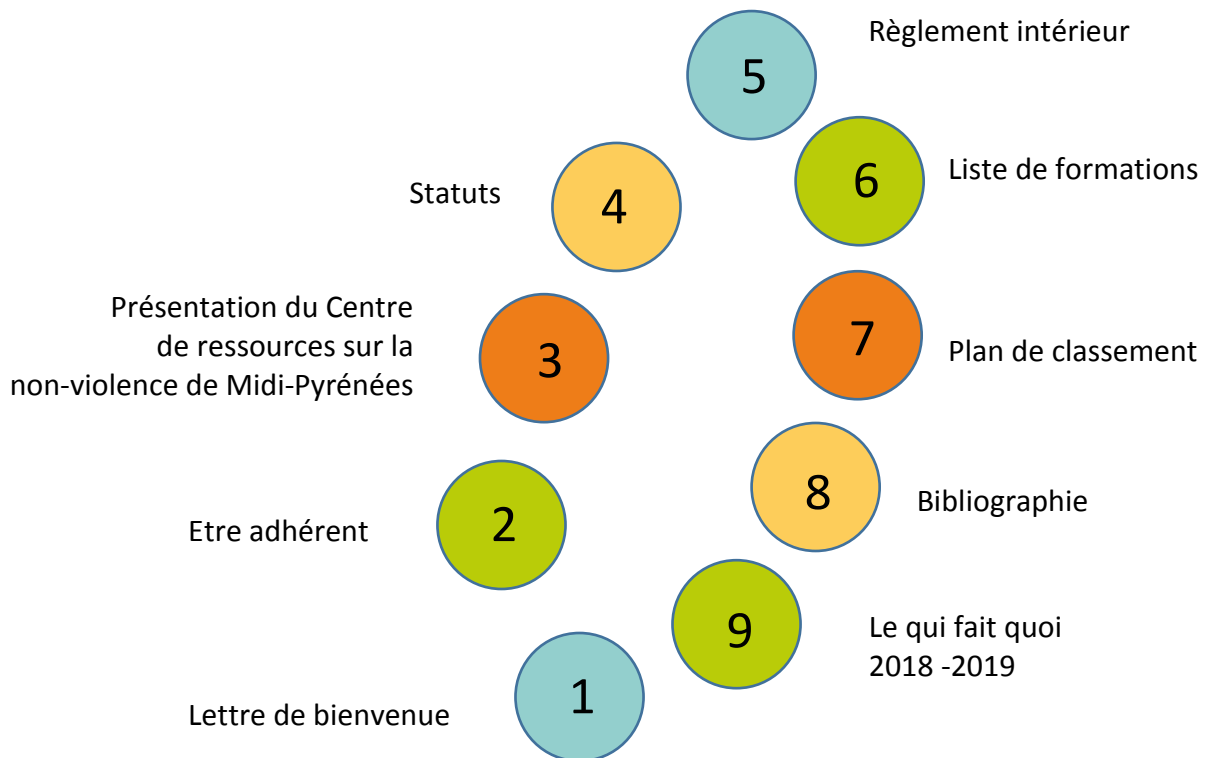 5
Règlement intérieur
6
Liste de formations
4
Statuts
3
Présentation du Centre
de ressources sur la
non-violence de Midi-Pyrénées
7
Plan de classement
8
Bibliographie
2
Etre adhérent
9
Le qui fait quoi
2018 -2019
1
Lettre de bienvenue